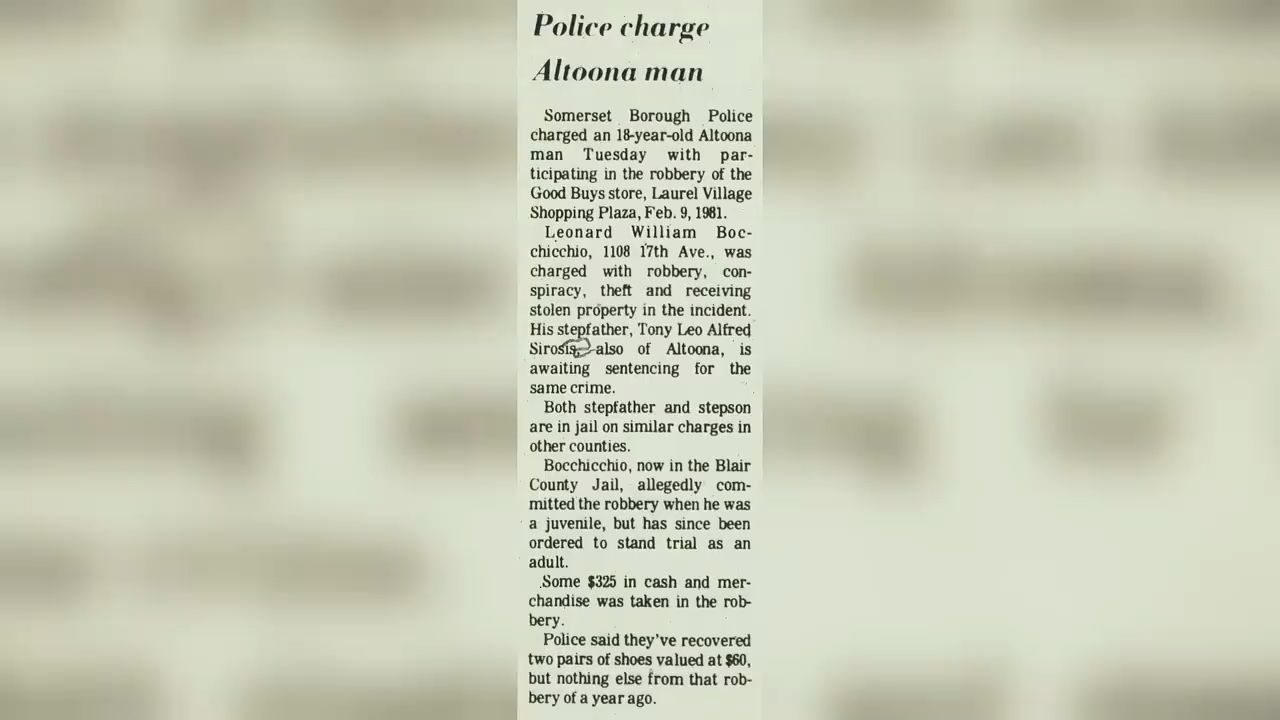 Police charge
Altoona man
Somerset Borough Police
charged an 18-year-old Altoona
man Tuesday with par-
ticipating in the robbery of the
Good Buys store, Laurel Village
Shopping Plaza, Feb. 9, 1981.
Leonard William Boc-
chicchio, 1108 17th Ave., was
charged with robbery, con-
spiracy, theft and receiving
stolen property in the incident.
His stepfather, Tony Leo Alfred
Sirosis, also of Altoona, is
awaiting sentencing for the
same crime.
Both stepfather and stepson
are in jail on similar charges in
other counties.
Bocchicchio, now in the Blair
County Jail, allegedly com-
mitted the robbery when he was
a juvenile, but has since been
ordered to stand trial as an
adult.
Some $325 in cash and mer-
chandise was taken in the rob-
bery.
Police said they've recovered
two pairs of shoes valued at $60,
but nothing else from that rob-
bery of a year ago.